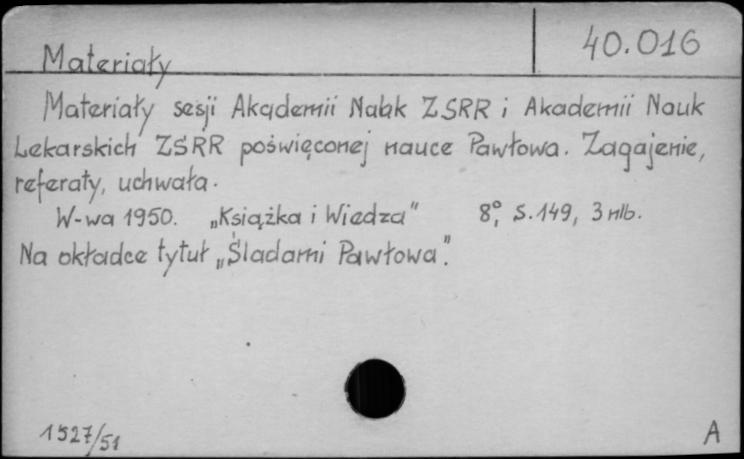 Materiały 40.016
Materiały sesji Akademii Nauk ZSRR i Akademii Nauk
Lekarskich ZSRR poświęconej nauce Pawłowa. Zagajenie,
referaty, uchwała.
W-wa 1950. „Książka i Wiedza" 8°, S.149, 3 nlb.
Na okładce tytuł „Śladami Pawłowa".
1527/51 A